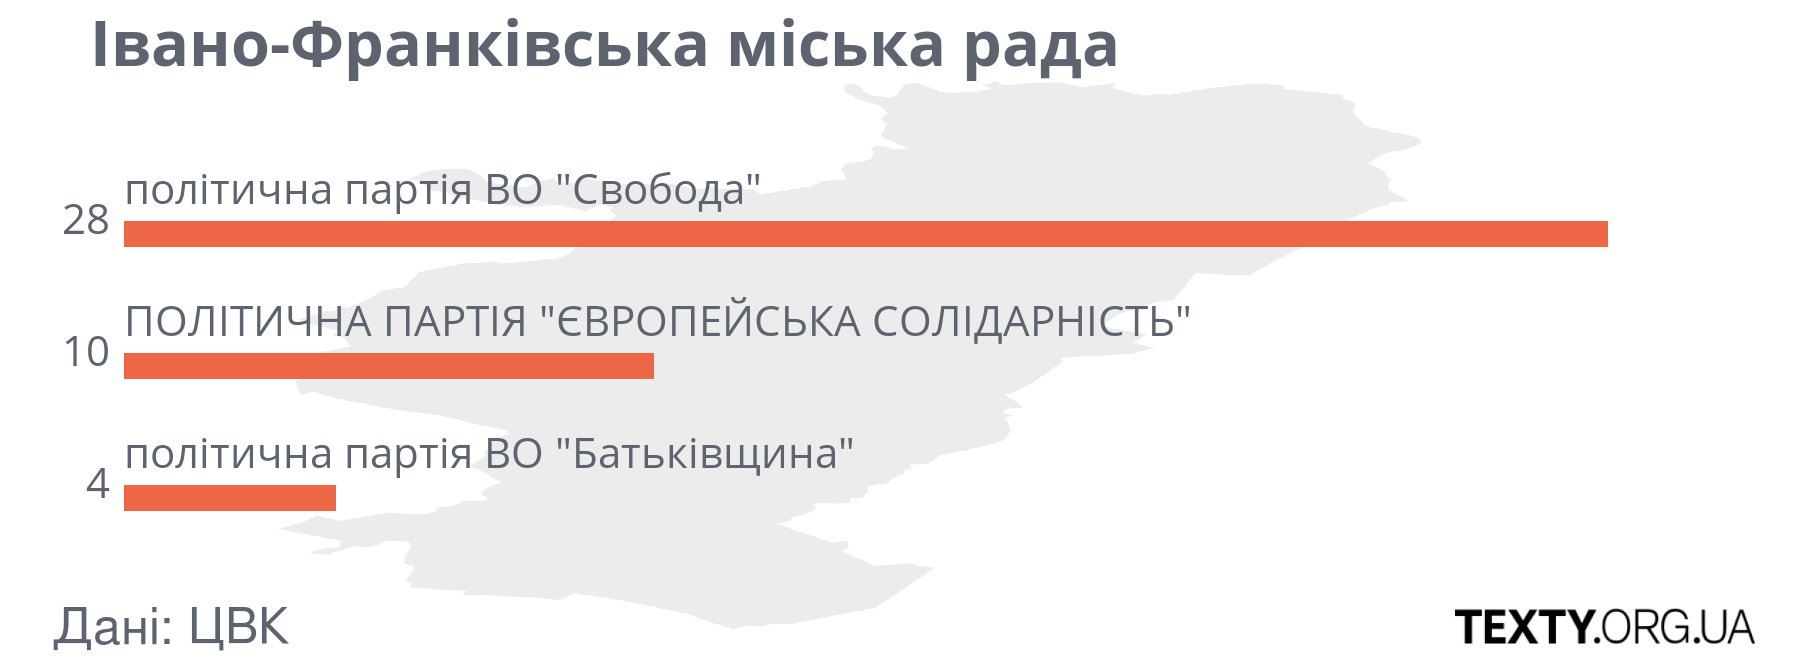 Івано-Франківська міська рада
політична партія ВО "Свобода"
28
ПОЛІТИЧНА ПАРТІЯ "ЄВРОПЕЙСЬКА СОЛІДАРНІСТЬ"
10
політична партія ВО "Батьківщина"
4
Дані: ЦВК
TEXTY.ORG.UA